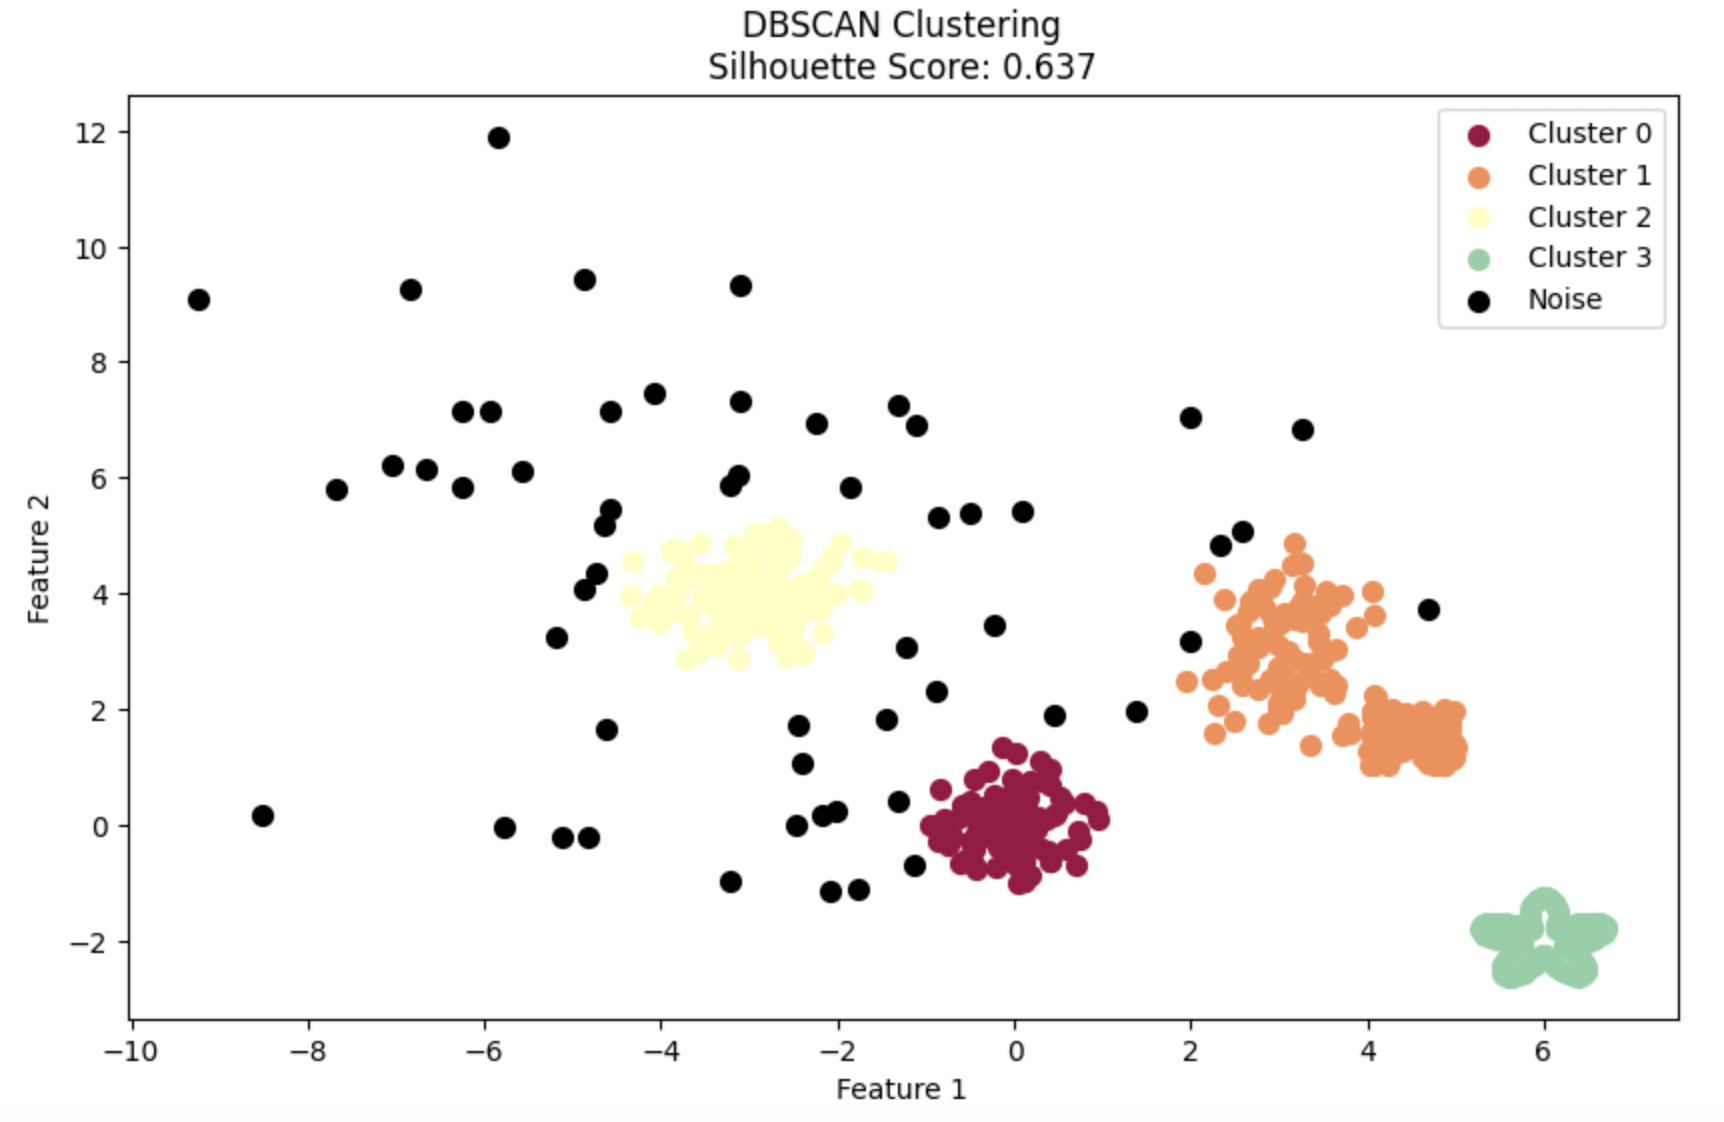 DBSCAN Clustering
Silhouette Score: 0.637
12
10
8
6
4
2
0
−2
Feature 2
Cluster 0
Cluster 1
Cluster 2
Cluster 3
Noise
−10
−8
−6
−4
−2
0
2
4
6
Feature 1